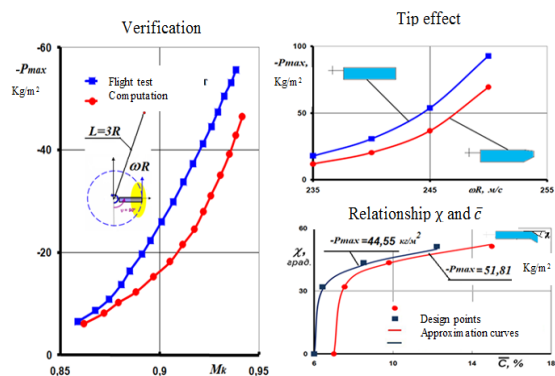 Verification
-Pmax
Kg/m²
-60
-40
-20
0
Flight test
Computation
L=3R
ωR
0,85
0,9
0,95
Mk
Tip effect
-Pmax,
Kg/m²
100
50
0
235
245
255
ωR, м/с
Relationship χ and c̄
χ,
град.
60
30
0
-Pmax=44,55 кг/м²
-Pmax=51,81
Kg/m²
χ
Design points
Approximation curves
6
10
14
18
C̄, %